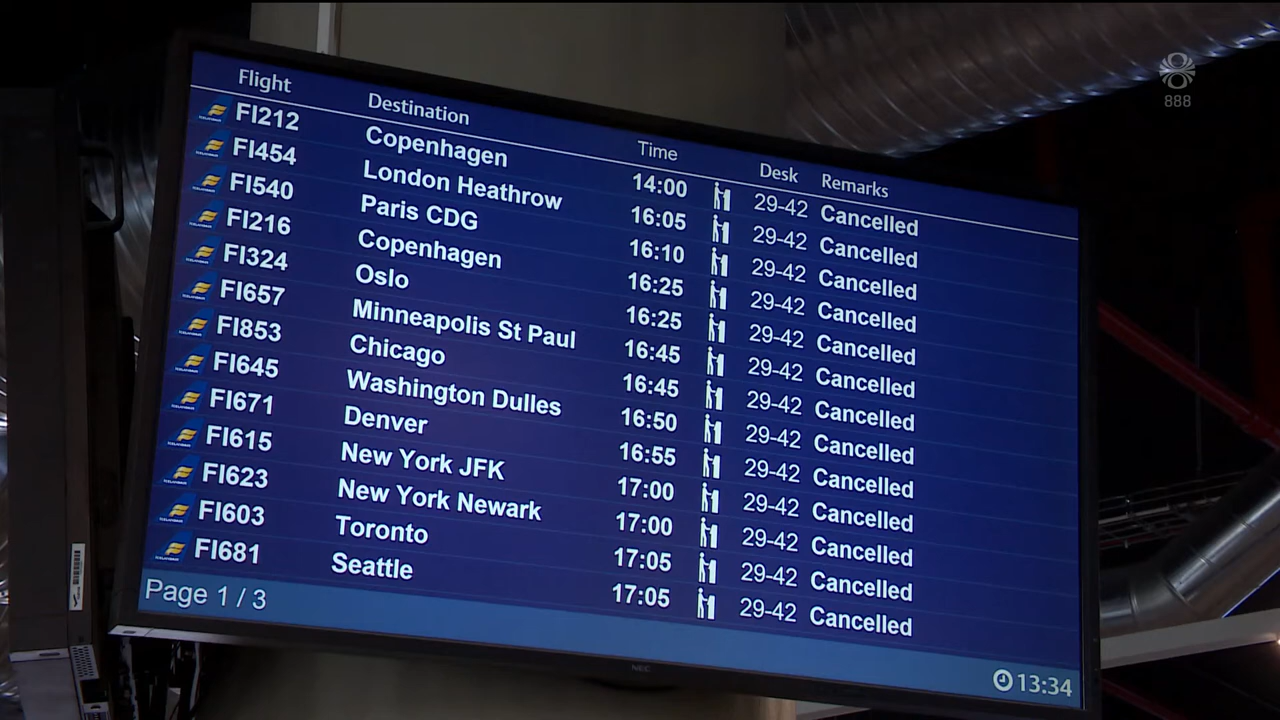 888
Flight Destination Time Desk Remarks
FI212 Copenhagen 14:00 29-42 Cancelled
FI454 London Heathrow 16:05 29-42 Cancelled
FI540 Paris CDG 16:10 29-42 Cancelled
FI216 Copenhagen 16:25 29-42 Cancelled
FI324 Oslo 16:25 29-42 Cancelled
FI657 Minneapolis St Paul 16:45 29-42 Cancelled
FI853 Chicago 16:45 29-42 Cancelled
FI645 Washington Dulles 16:50 29-42 Cancelled
FI671 Denver 16:55 29-42 Cancelled
FI615 New York JFK 17:00 29-42 Cancelled
FI623 New York Newark 17:00 29-42 Cancelled
FI603 Toronto 17:05 29-42 Cancelled
FI681 Seattle 17:05 29-42 Cancelled
Page 1 / 3
13:34
NEC